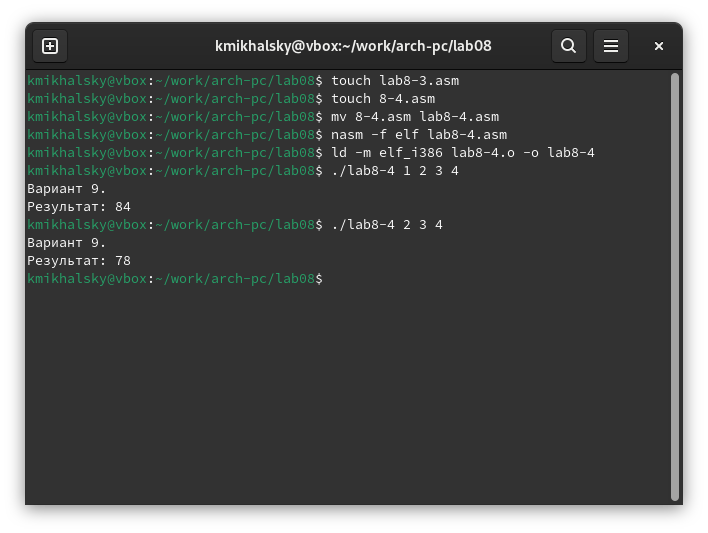 kmikhalsky@vbox:~/work/arch-pc/lab08
kmikhalsky@vbox:~/work/arch-pc/lab08$ touch lab8-3.asm
kmikhalsky@vbox:~/work/arch-pc/lab08$ touch 8-4.asm
kmikhalsky@vbox:~/work/arch-pc/lab08$ mv 8-4.asm lab8-4.asm
kmikhalsky@vbox:~/work/arch-pc/lab08$ nasm -f elf lab8-4.asm
kmikhalsky@vbox:~/work/arch-pc/lab08$ ld -m elf_i386 lab8-4.o -o lab8-4
kmikhalsky@vbox:~/work/arch-pc/lab08$ ./lab8-4 1 2 3 4
Вариант 9.
Результат: 84
kmikhalsky@vbox:~/work/arch-pc/lab08$ ./lab8-4 2 3 4
Вариант 9.
Результат: 78
kmikhalsky@vbox:~/work/arch-pc/lab08$